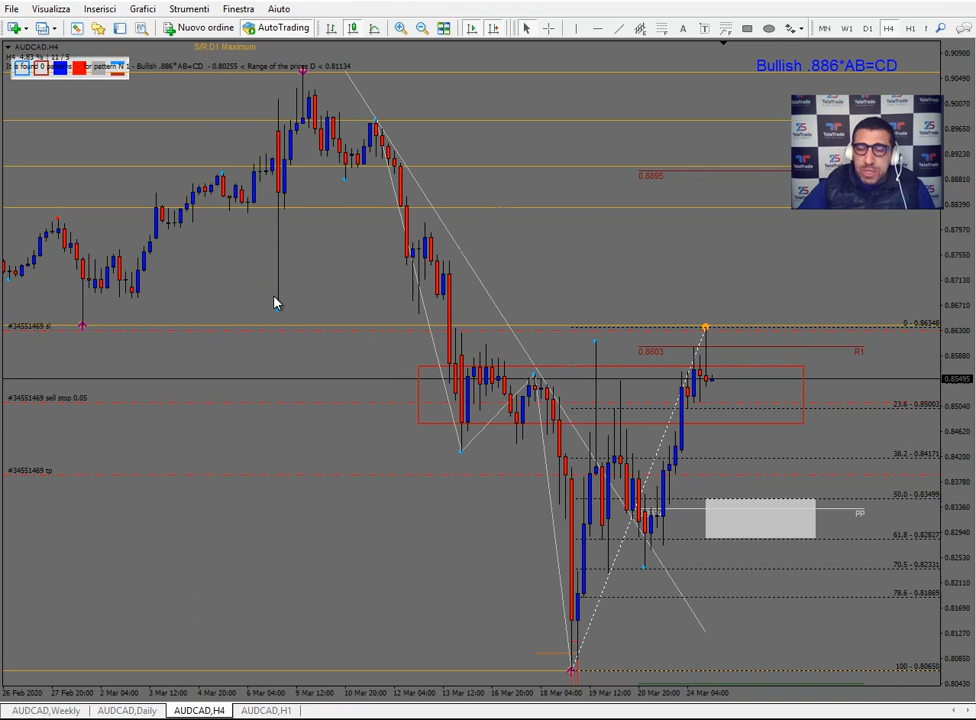 File Visualizza Inserisci Grafici Strumenti Finestra Aiuto
Nuovo ordine AutoTrading A MN W1 D1 H4 H1
AUDCAD,H4 S/R:D1 Maximum
H4 4.83 %
- Bullish .886*AB=CD - 0.80255 < Range of the prices D < 0.81134
Bullish .886*AB=CD
TeleTrade
0.8895
#34551469 sl
0 - 0.86348
0.8603 R1
#34551469 sell stop 0.05
23.6 - 0.85003
38.2 - 0.84171
#34551469 tp
50.0 - 0.83499
PP
61.8 - 0.82827
70.5 - 0.82331
78.6 - 0.81869
100 - 0.80650
0.90900
0.90490
0.90070
0.89650
0.89230
0.88810
0.88390
0.87970
0.87550
0.87130
0.86710
0.86300
0.85880
0.85495
0.85040
0.84620
0.84200
0.83780
0.83360
0.82940
0.82530
0.82110
0.81690
0.81270
0.80850
0.80430
26 Feb 2020 27 Feb 20:00 2 Mar 04:00 3 Mar 12:00 4 Mar 20:00 6 Mar 04:00 9 Mar 12:00 10 Mar 20:00 12 Mar 04:00 13 Mar 12:00 16 Mar 20:00 18 Mar 04:00 19 Mar 12:00 20 Mar 20:00 24 Mar 04:00
AUDCAD,Weekly AUDCAD,Daily AUDCAD,H4 AUDCAD,H1